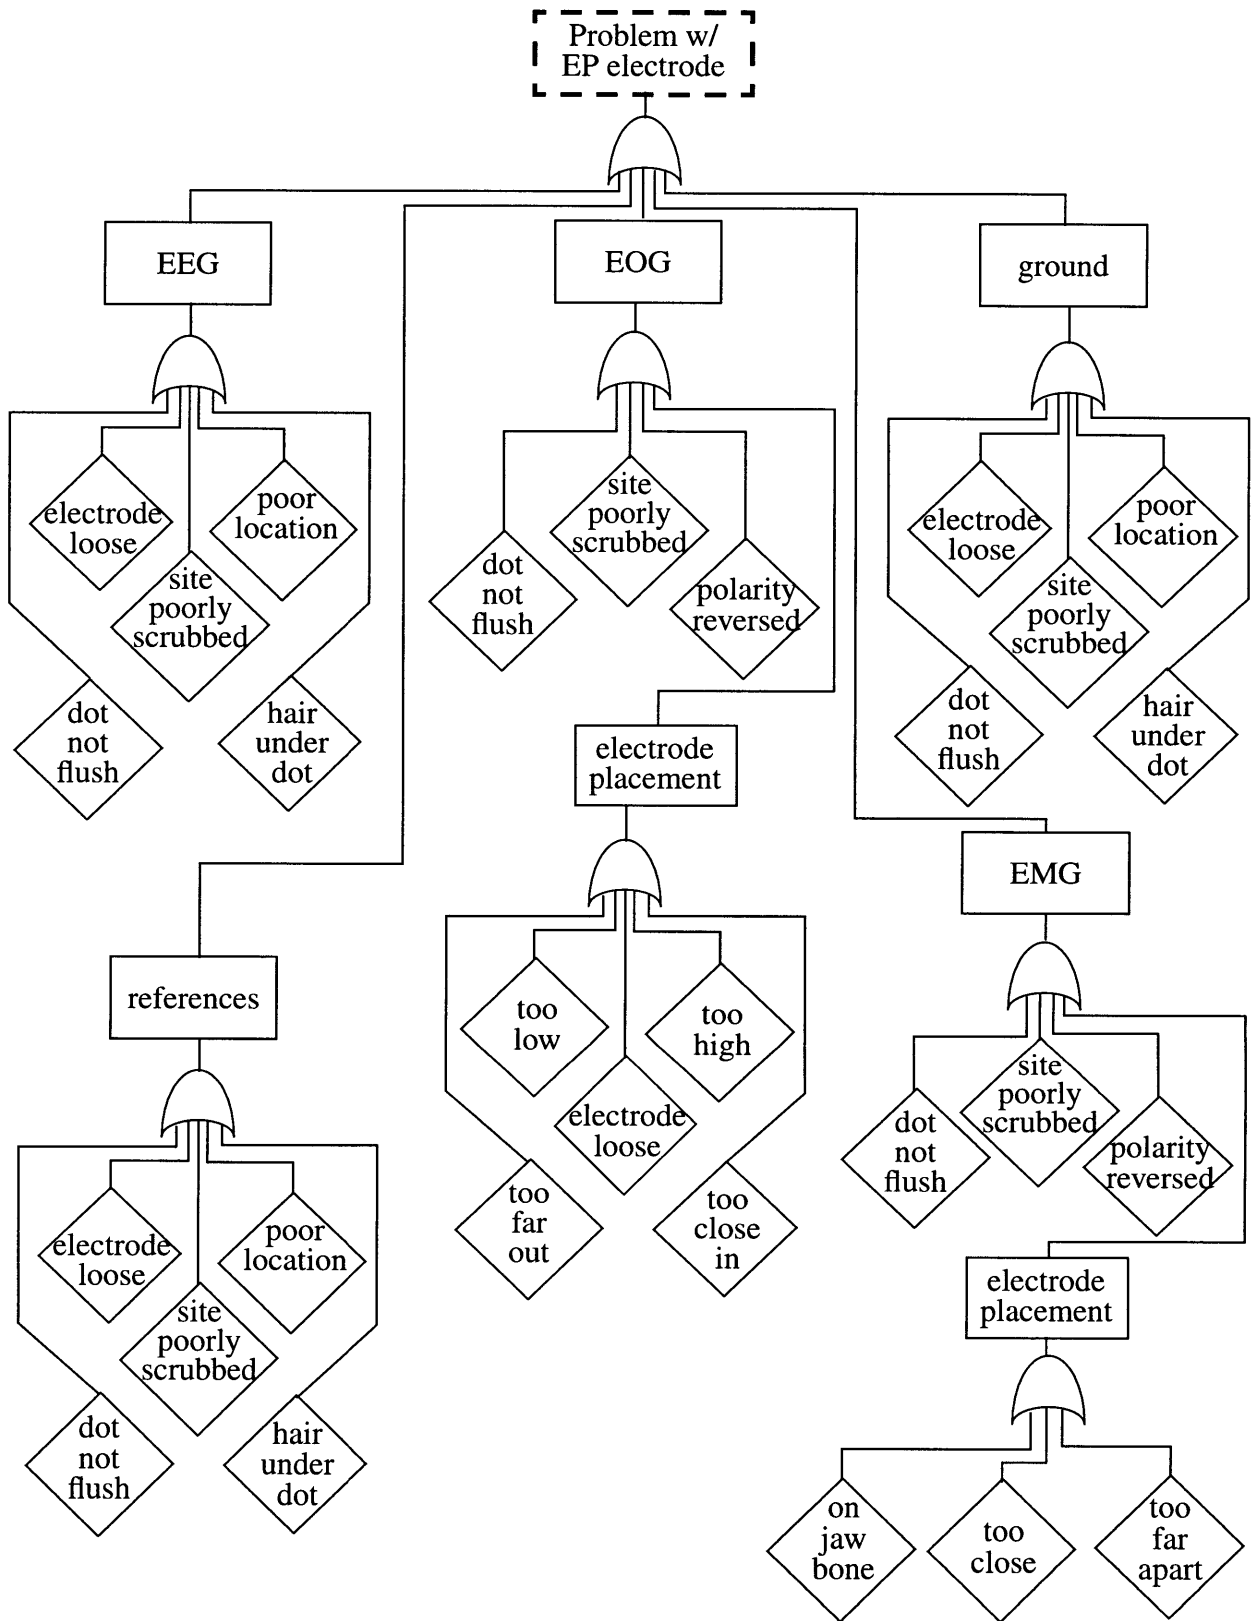 Problem w/
EP electrode
EEG
EOG
ground
electrode
loose
poor
location
site
poorly
scrubbed
dot
not
flush
hair
under
dot
site
poorly
scrubbed
dot
not
flush
polarity
reversed
electrode
loose
poor
location
site
poorly
scrubbed
dot
not
flush
hair
under
dot
electrode
placement
EMG
references
too
low
too
high
electrode
loose
too
far
out
too
close
in
site
poorly
scrubbed
dot
not
flush
polarity
reversed
electrode
loose
poor
location
site
poorly
scrubbed
dot
not
flush
hair
under
dot
electrode
placement
on
jaw
bone
too
close
too
far
apart